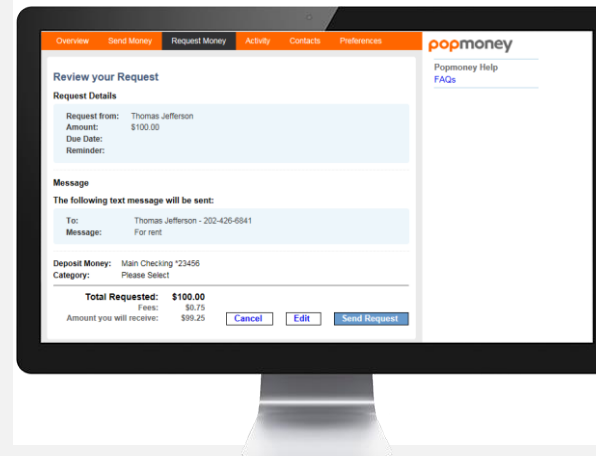 Overview Send Money Request Money Activity Contacts Preferences
popmoney
Popmoney Help
FAQs
Review your Request
Request Details
Request from: Thomas Jefferson
Amount: $100.00
Due Date:
Reminder:
Message
The following text message will be sent:
To: Thomas Jefferson - 202-426-6841
Message: For rent
Deposit Money: Main Checking *23456
Category: Please Select
Total Requested: $100.00
Fees: $0.75
Amount you will receive: $99.25
Cancel Edit Send Request